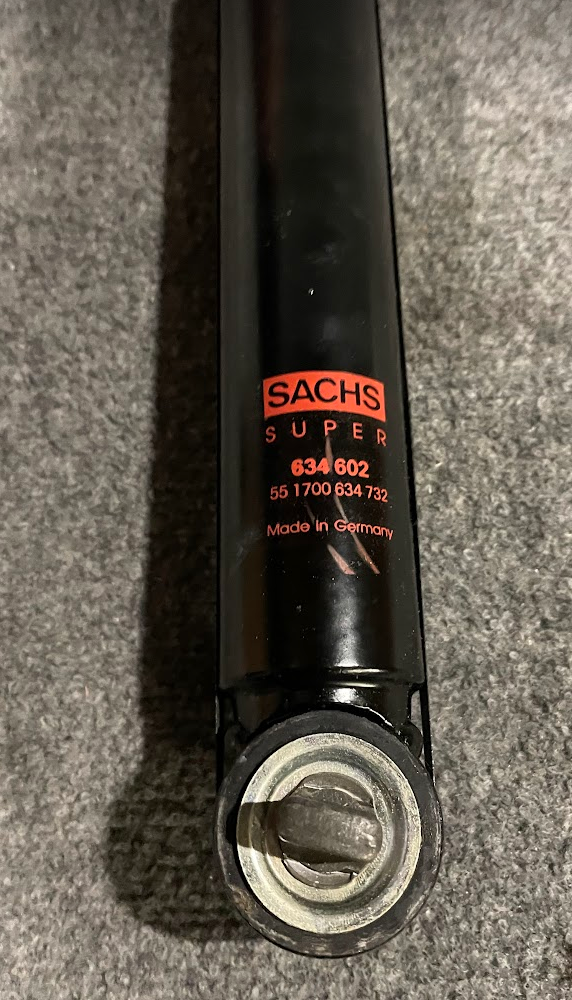 SACHS
SUPER
634 602
55 1700 634 732
Made in Germany